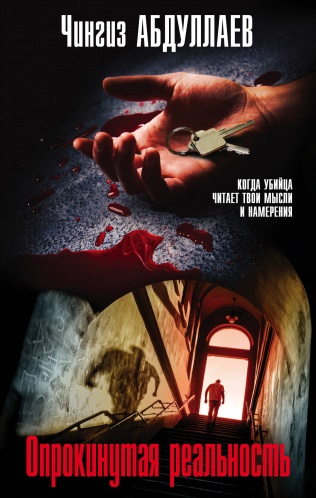 Чингиз АБДУЛЛАЕВ
КОГДА УБИЙЦА
ЧИТАЕТ ТВОИ МЫСЛИ
И НАМЕРЕНИЯ
Опрокинутая реальность